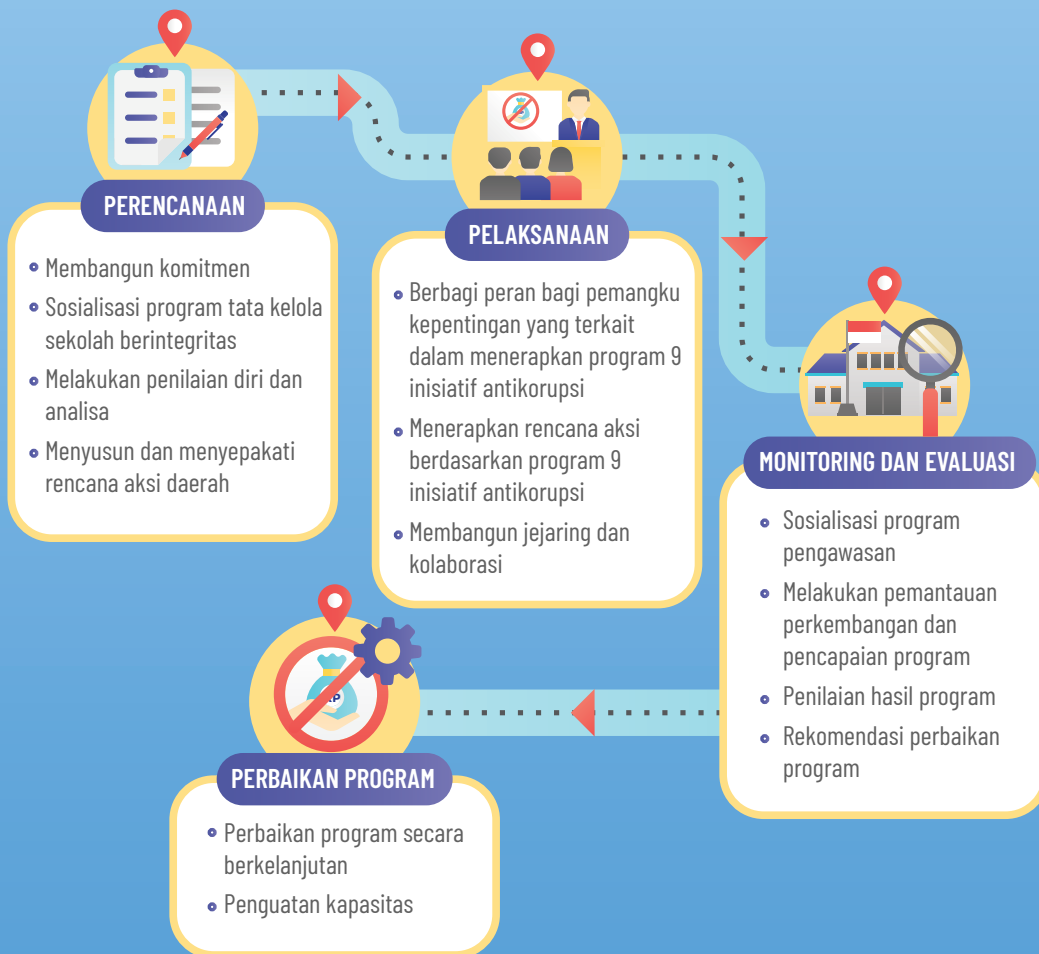 PERENCANAAN
Membangun komitmen
Sosialisasi program tata kelola
sekolah berintegritas
Melakukan penilaian diri dan
analisa
Menyusun dan menyepakati
rencana aksi daerah
PELAKSANAAN
Berbagi peran bagi pemangku
kepentingan yang terkait
dalam menerapkan program 9
inisiatif antikorupsi
Menerapkan rencana aksi
berdasarkan program 9
inisiatif antikorupsi
Membangun jejaring dan
kolaborasi
MONITORING DAN EVALUASI
Sosialisasi program
pengawasan
Melakukan pemantauan
perkembangan dan
pencapaian program
Penilaian hasil program
Rekomendasi perbaikan
program
PERBAIKAN PROGRAM
Perbaikan program secara
berkelanjutan
Penguatan kapasitas